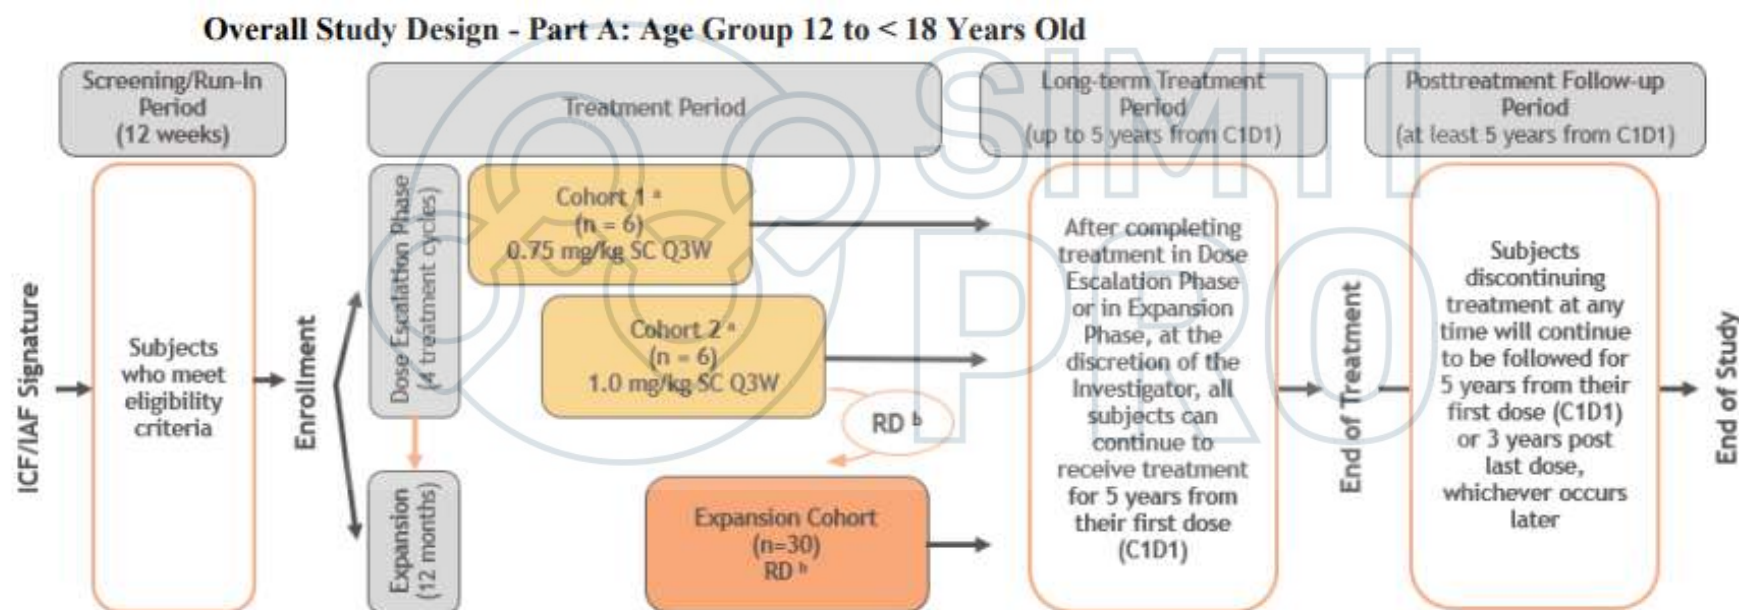 Overall Study Design - Part A: Age Group 12 to < 18 Years Old
Screening/Run-In
Period
(12 weeks)
Treatment Period
Long-term Treatment
Period
(up to 5 years from C1D1)
Posttreatment Follow-up
Period
(at least 5 years from C1D1)
ICF/IAF Signature
Subjects
who meet
eligibility
criteria
Enrollment
Dose Escalation Phase
(4 treatment cycles)
Cohort 1 ᵃ
(n = 6)
0.75 mg/kg SC Q3W
Cohort 2 ᵃ
(n = 6)
1.0 mg/kg SC Q3W
RD ᵇ
Expansion
(12 months)
Expansion Cohort
(n=30)
RD ᵇ
After completing
treatment in Dose
Escalation Phase
or in Expansion
Phase, at the
discretion of the
Investigator, all
subjects can
continue to
receive treatment
for 5 years from
their first dose
(C1D1)
End of Treatment
Subjects
discontinuing
treatment at any
time will continue
to be followed for
5 years from their
first dose (C1D1)
or 3 years post
last dose,
whichever occurs
later
End of Study
SIMTI
PRO